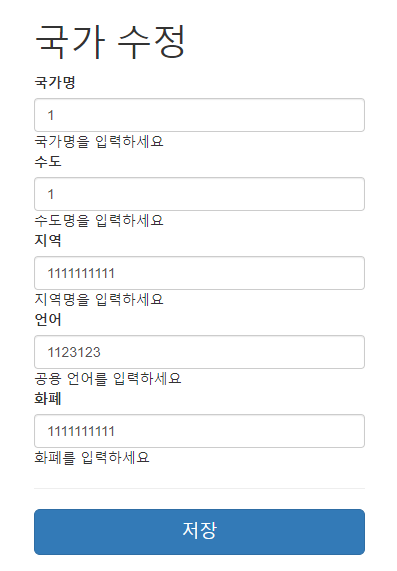 국가 수정
국가명
1
국가명을 입력하세요
수도
1
수도명을 입력하세요
지역
1111111111
지역명을 입력하세요
언어
1123123
공용 언어를 입력하세요
화폐
1111111111
화폐를 입력하세요
저장